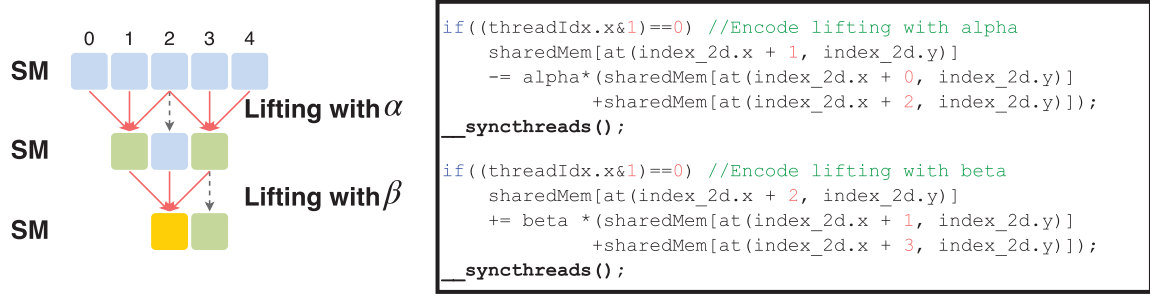 0 1 2 3 4
SM
Lifting with α
SM
Lifting with β
SM
if((threadIdx.x&1)==0) //Encode lifting with alpha
    sharedMem[at(index_2d.x + 1, index_2d.y)]
    -= alpha*(sharedMem[at(index_2d.x + 0, index_2d.y)]
             +sharedMem[at(index_2d.x + 2, index_2d.y)]);
__syncthreads();
if((threadIdx.x&1)==0) //Encode lifting with beta
    sharedMem[at(index_2d.x + 2, index_2d.y)]
    += beta *(sharedMem[at(index_2d.x + 1, index_2d.y)]
             +sharedMem[at(index_2d.x + 3, index_2d.y)]);
__syncthreads();